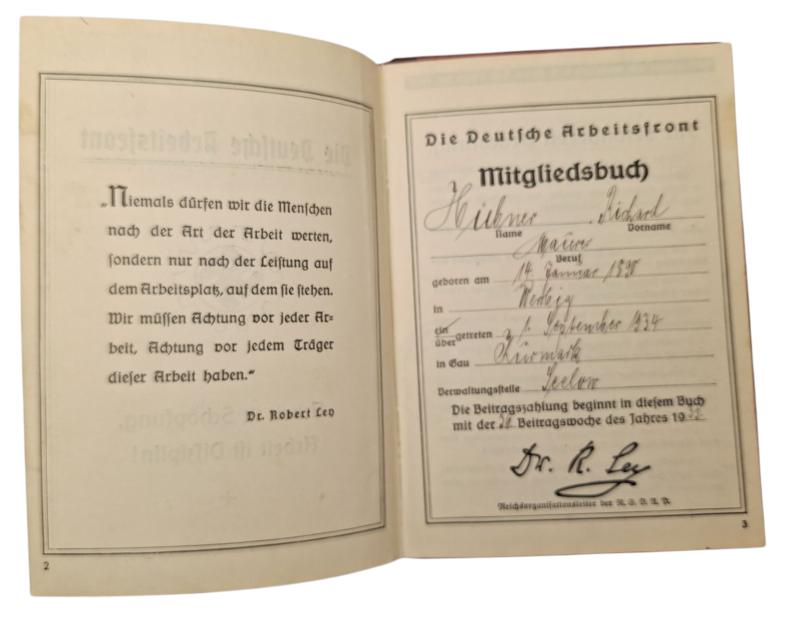 „Niemals dürfen wir die Menschen
nach der Art der Arbeit werten,
sondern nur nach der Leistung auf
dem Arbeitsplatz, auf dem sie stehen.
Wir müssen Achtung vor jeder Ar=
beit, Achtung vor jedem Träger
dieser Arbeit haben.“
Dr. Robert Ley
2
Die Deutsche Arbeitsfront
Mitgliedsbuch
Hübner Richard
Name Vorname
Maurer
Beruf
geboren am 14 Januar 1890
in Werbig
ein
über getreten 1. September 1934
in Gau Kurmark
Verwaltungsstelle Seelow
Die Beitragszahlung beginnt in diesem Buch
mit der Beitragswoche des Jahres 19
Dr. R. Ley
Reichsorganisationsleiter der N.S.D.A.P.
3